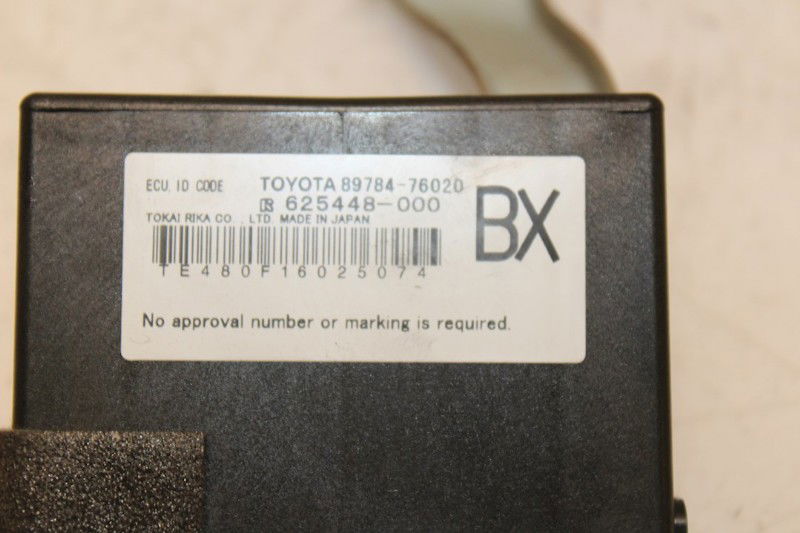 ECU, ID CODE TOYOTA 89784-76020
625448-000
BX
TOKAI RIKA CO., LTD. MADE IN JAPAN
TE480F16025074
No approval number or marking is required.